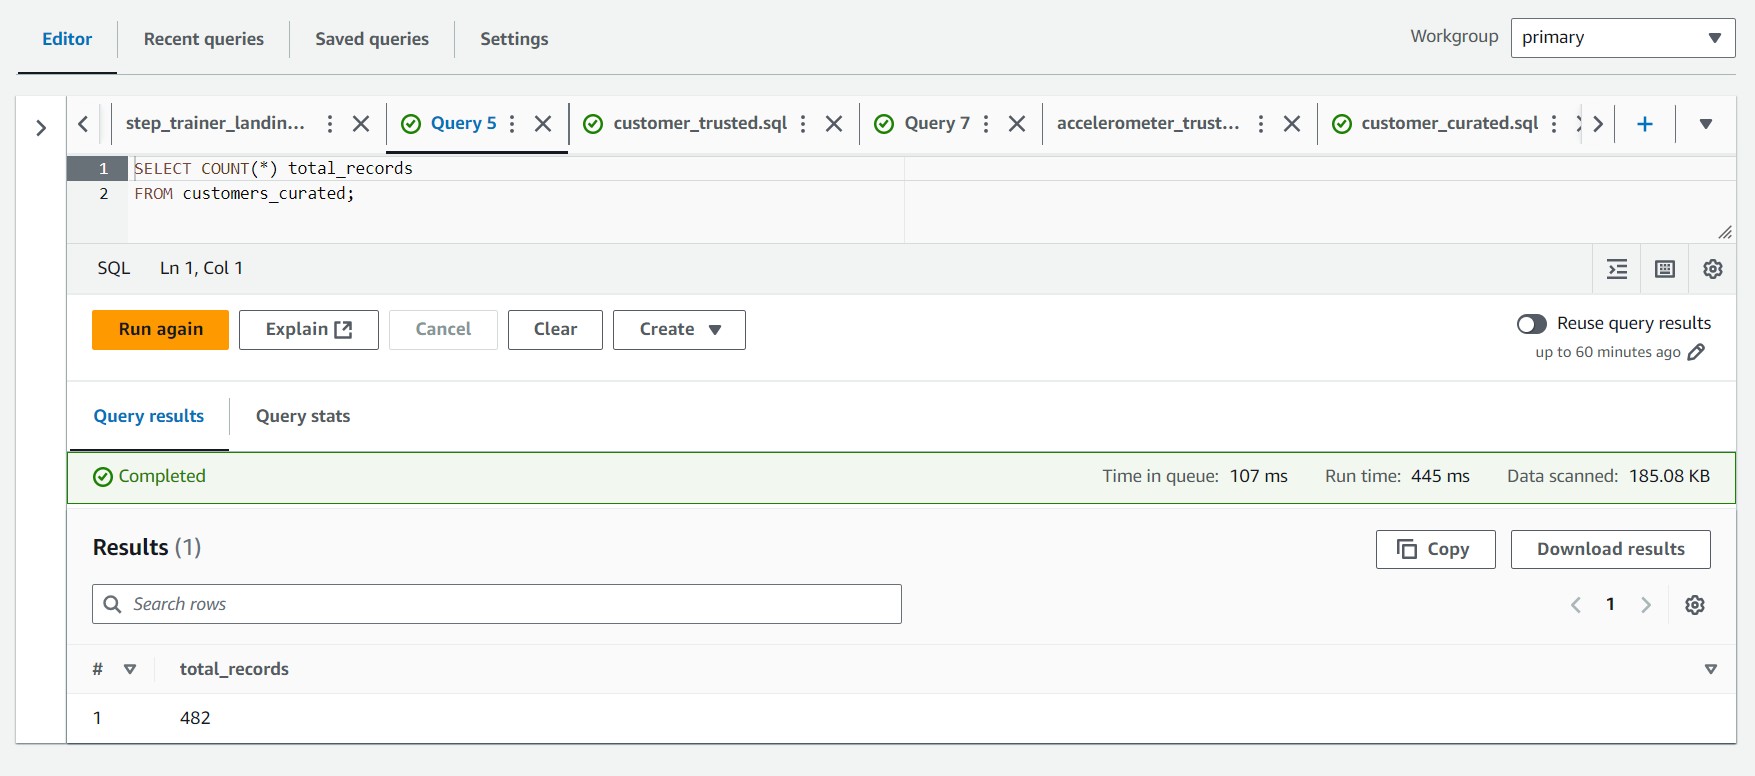 Editor Recent queries Saved queries Settings Workgroup primary
step_trainer_landin... Query 5 customer_trusted.sql Query 7 accelerometer_trust... customer_curated.sql
1 SELECT COUNT(*) total_records
2 FROM customers_curated;
SQL Ln 1, Col 1
Run again Explain Cancel Clear Create Reuse query results
up to 60 minutes ago
Query results Query stats
Completed Time in queue: 107 ms Run time: 445 ms Data scanned: 185.08 KB
Results (1) Copy Download results
Search rows 1
# total_records
1 482